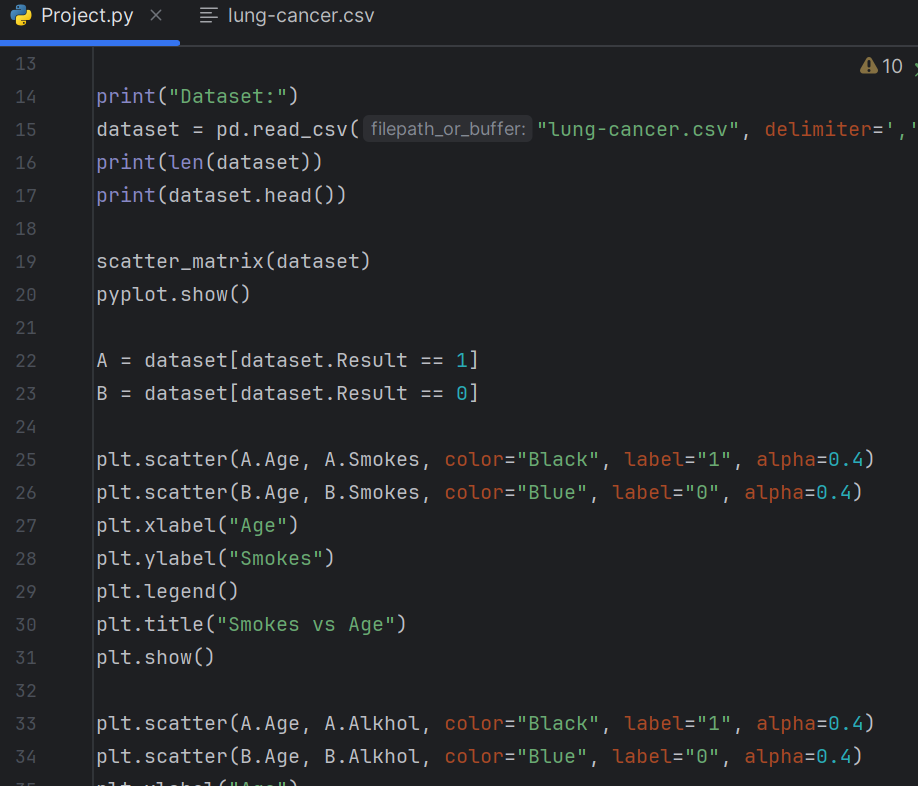 Project.py × lung-cancer.csv
13
10
14 print("Dataset:")
15 dataset = pd.read_csv( filepath_or_buffer: "lung-cancer.csv", delimiter=','
16 print(len(dataset))
17 print(dataset.head())
18
19 scatter_matrix(dataset)
20 pyplot.show()
21
22 A = dataset[dataset.Result == 1]
23 B = dataset[dataset.Result == 0]
24
25 plt.scatter(A.Age, A.Smokes, color="Black", label="1", alpha=0.4)
26 plt.scatter(B.Age, B.Smokes, color="Blue", label="0", alpha=0.4)
27 plt.xlabel("Age")
28 plt.ylabel("Smokes")
29 plt.legend()
30 plt.title("Smokes vs Age")
31 plt.show()
32
33 plt.scatter(A.Age, A.Alkhol, color="Black", label="1", alpha=0.4)
34 plt.scatter(B.Age, B.Alkhol, color="Blue", label="0", alpha=0.4)